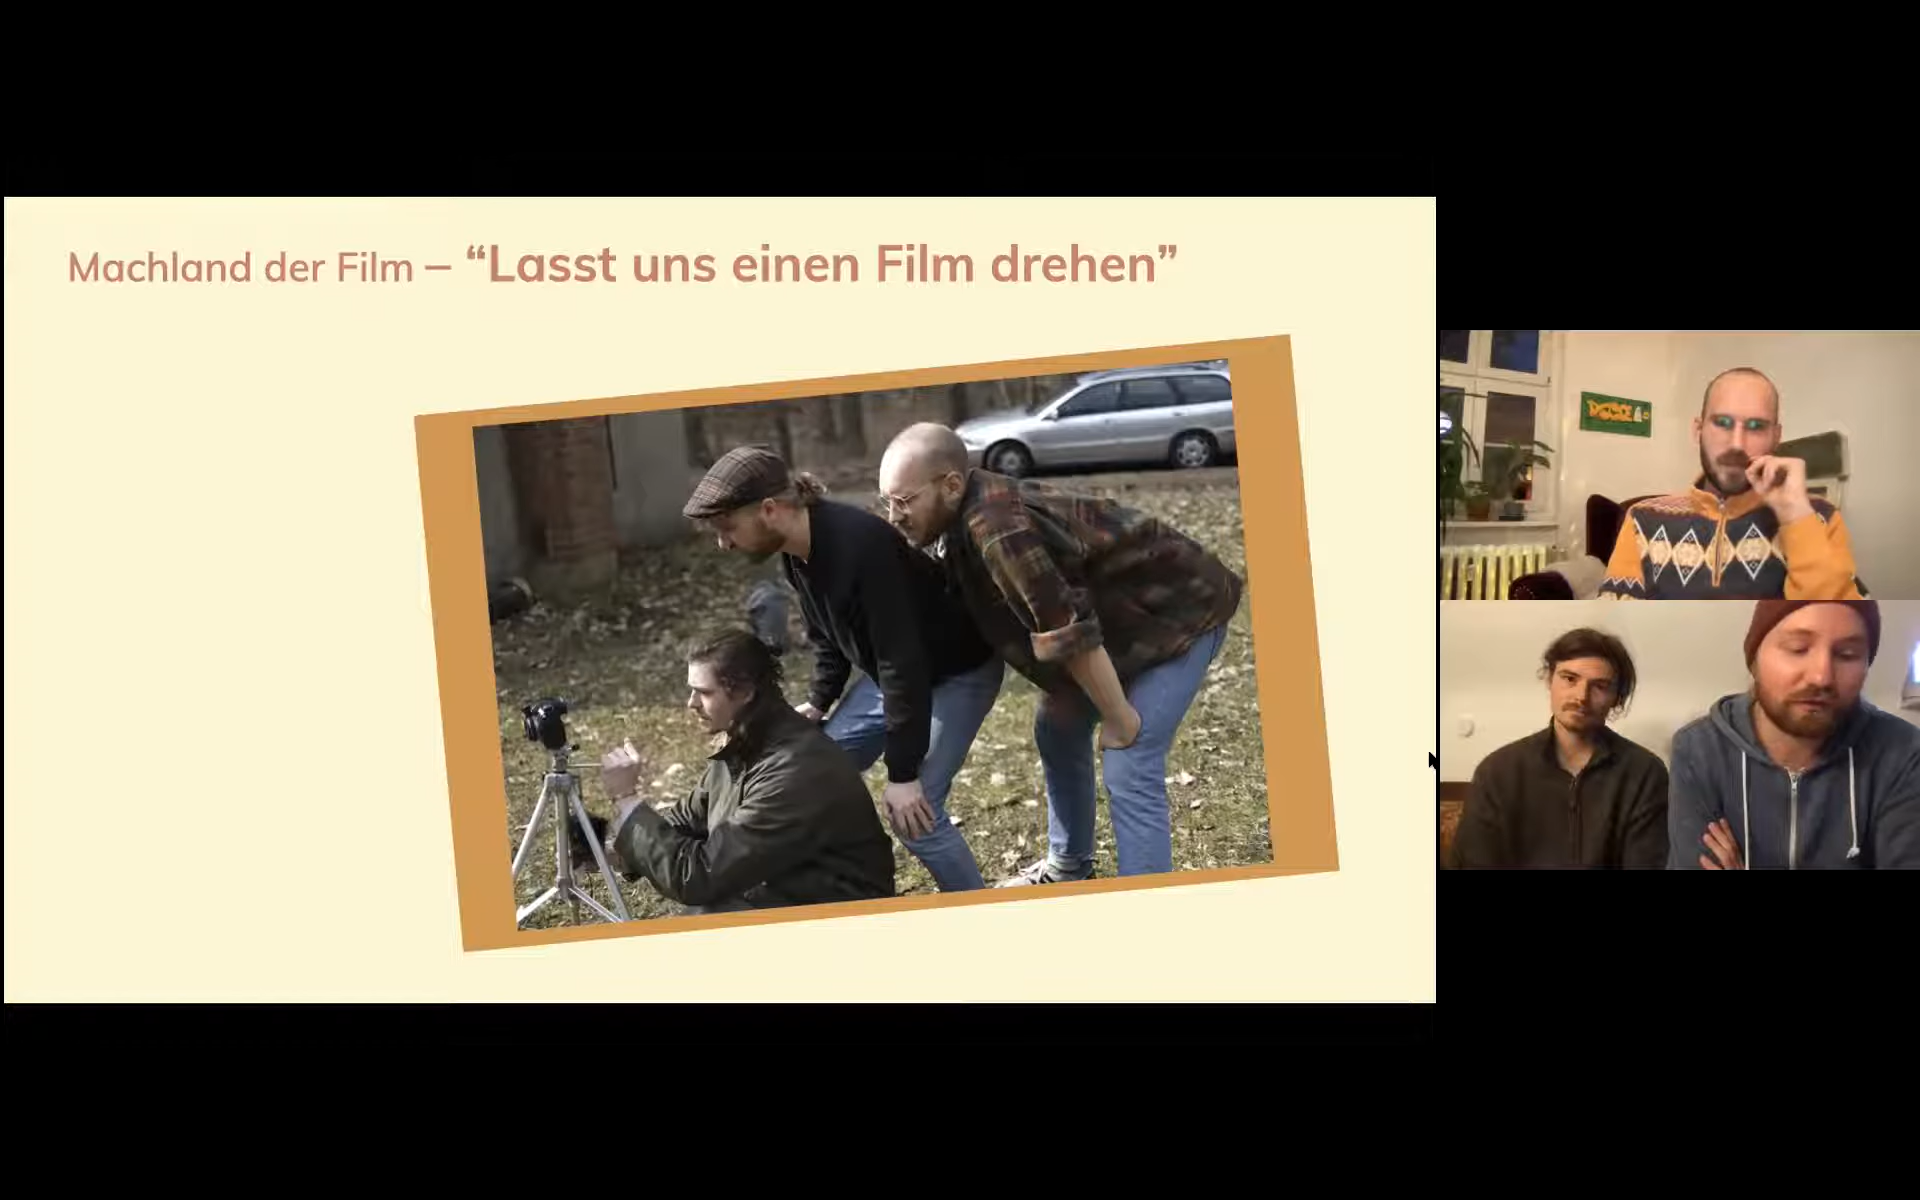 Machland der Film – “Lasst uns einen Film drehen”